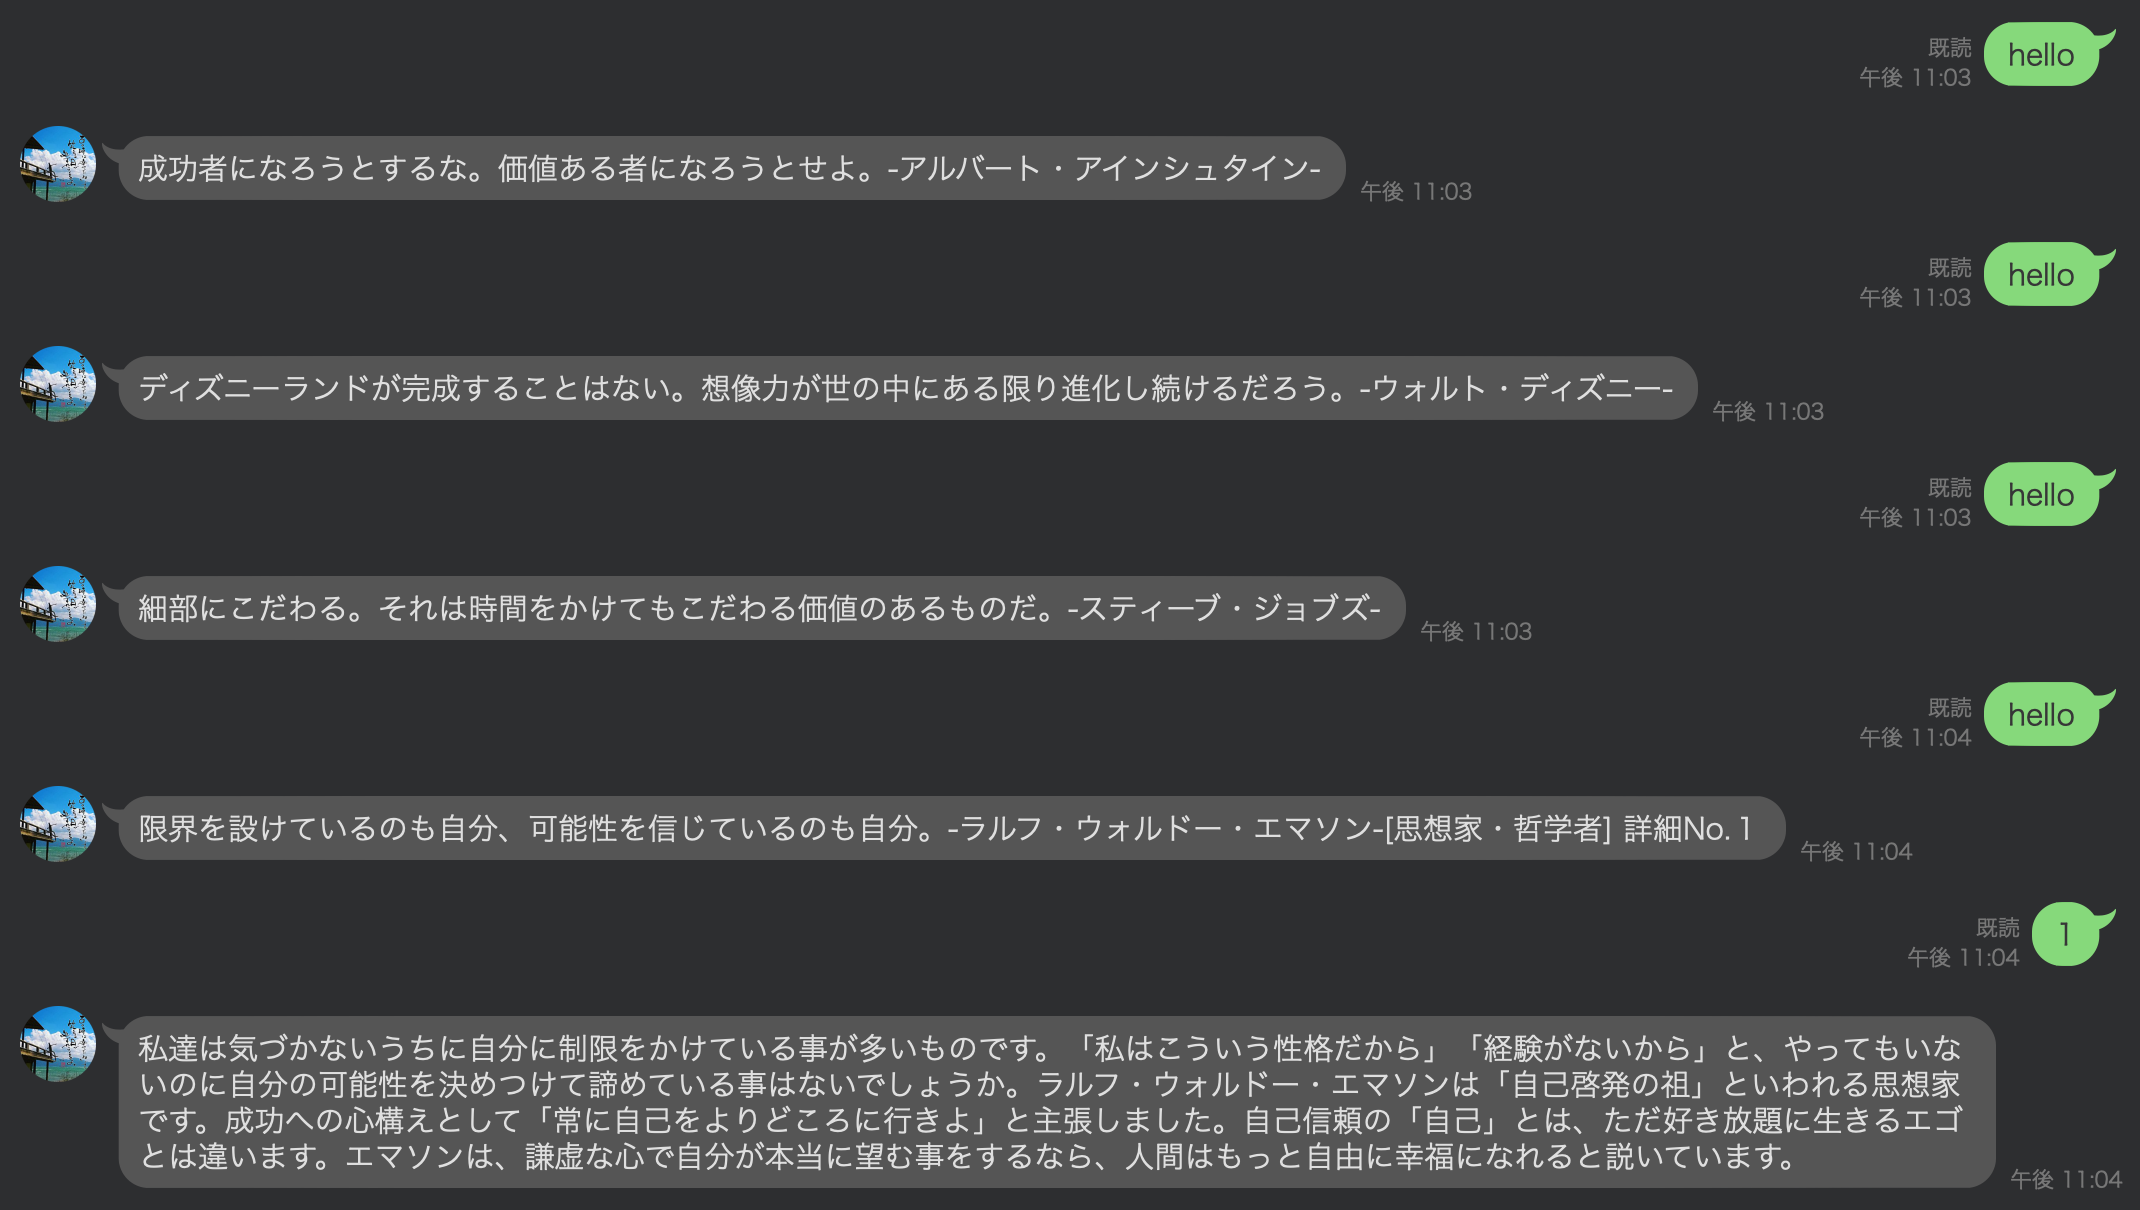 既読
午後 11:03
hello
成功者になろうとするな。価値ある者になろうとせよ。-アルバート・アインシュタイン-
午後 11:03
既読
午後 11:03
hello
ディズニーランドが完成することはない。想像力が世の中にある限り進化し続けるだろう。-ウォルト・ディズニー-
午後 11:03
既読
午後 11:03
hello
細部にこだわる。それは時間をかけてもこだわる価値のあるものだ。-スティーブ・ジョブズ-
午後 11:03
既読
午後 11:04
hello
限界を設けているのも自分、可能性を信じているのも自分。-ラルフ・ウォルドー・エマソン-[思想家・哲学者] 詳細No. 1
午後 11:04
既読
午後 11:04
1
私達は気づかないうちに自分に制限をかけている事が多いものです。「私はこういう性格だから」「経験がないから」と、やってもいな
いのに自分の可能性を決めつけて諦めている事はないでしょうか。ラルフ・ウォルドー・エマソンは「自己啓発の祖」といわれる思想家
です。成功への心構えとして「常に自己をよりどころに行きよ」と主張しました。自己信頼の「自己」とは、ただ好き放題に生きるエゴ
とは違います。エマソンは、謙虚な心で自分が本当に望む事をするなら、人間はもっと自由に幸福になれると説いています。
午後 11:04